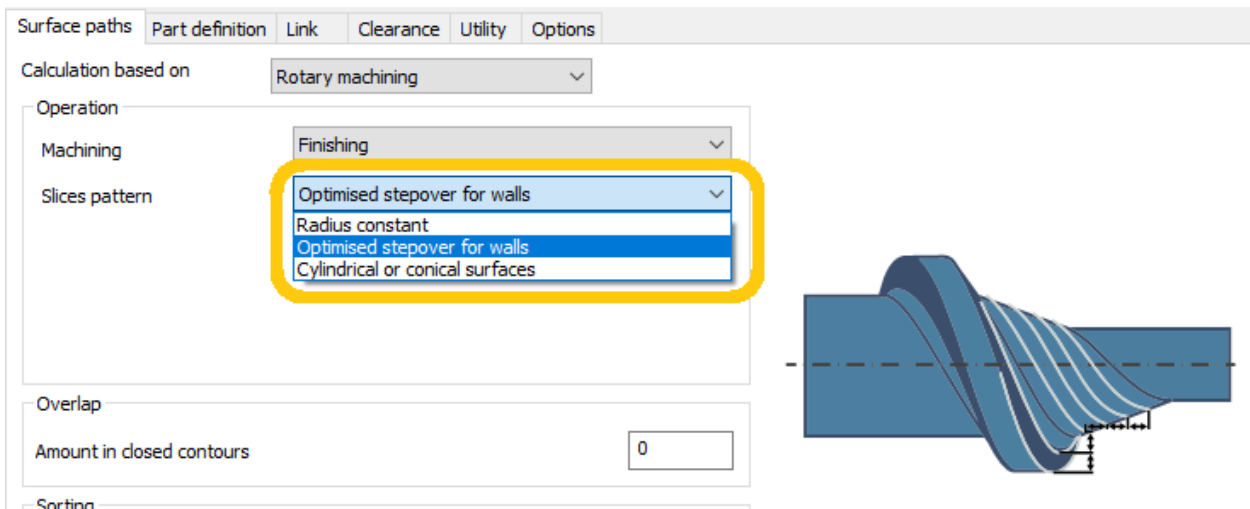 Surface paths Part definition Link Clearance Utility Options
Calculation based on Rotary machining
Operation
Machining Finishing
Slices pattern Optimised stepover for walls
Radius constant
Optimised stepover for walls
Cylindrical or conical surfaces
Overlap
Amount in closed contours 0
Sorting